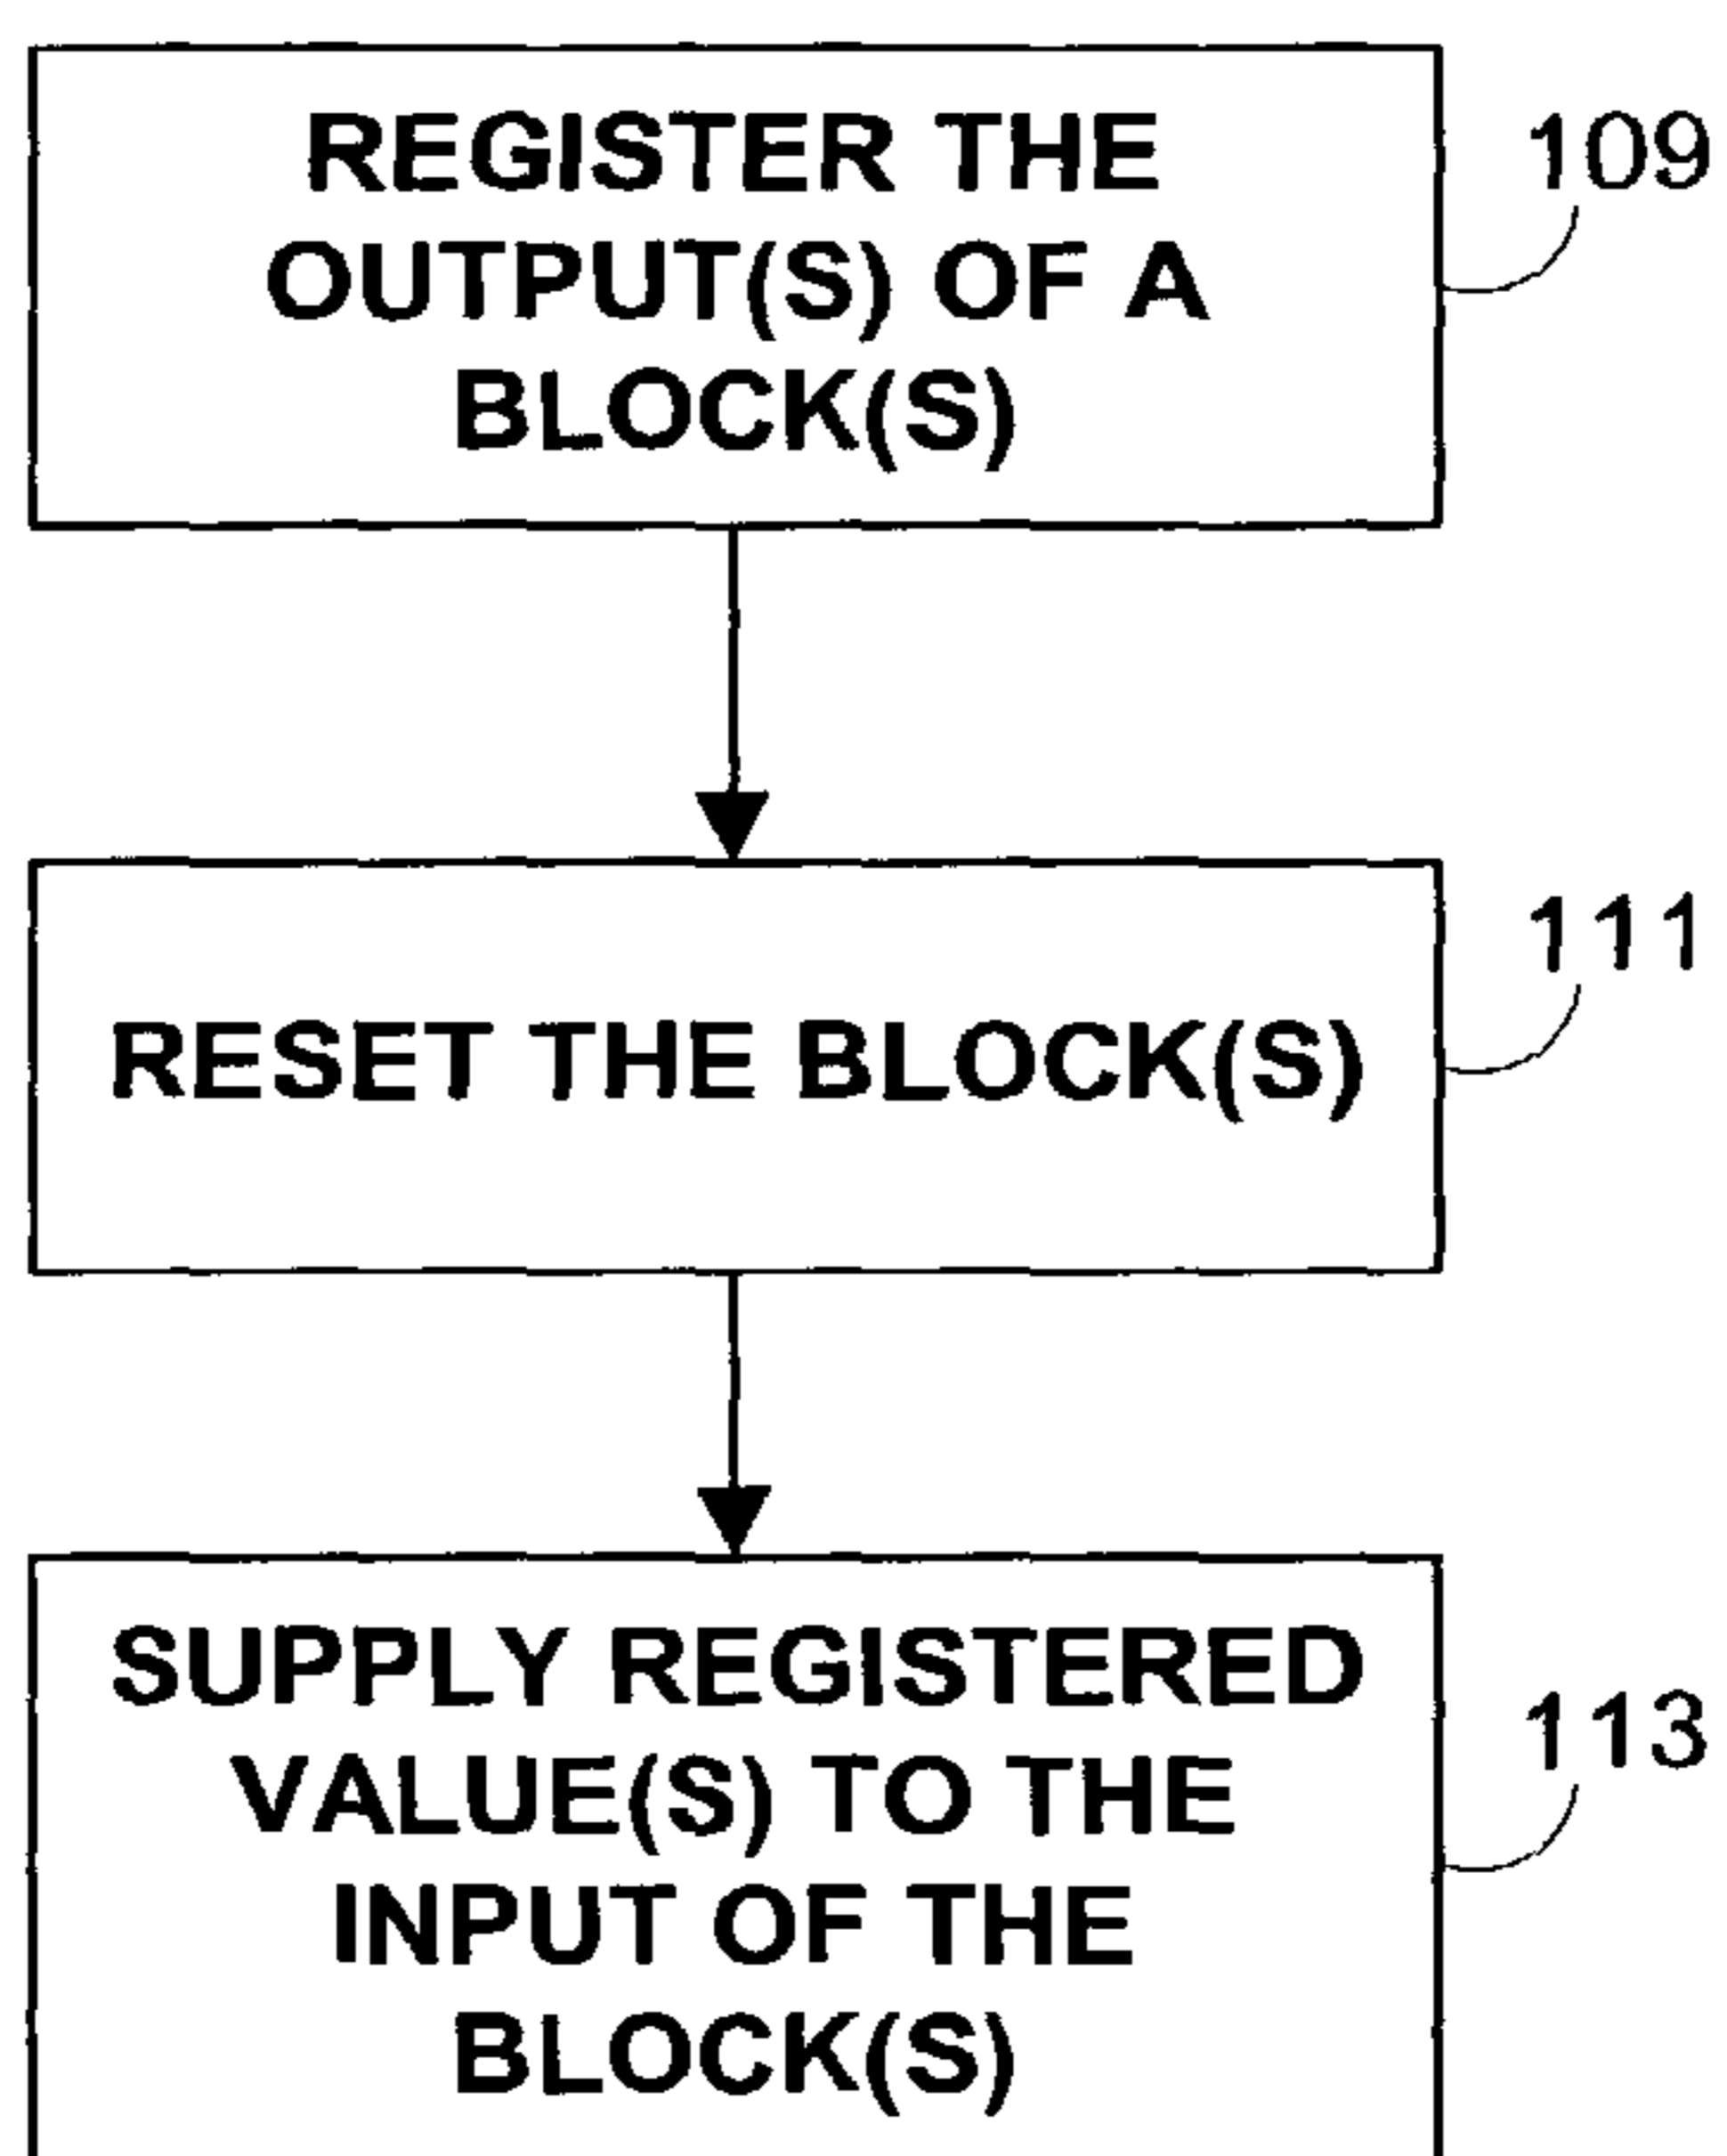 REGISTER THE
OUTPUT(S) OF A
BLOCK(S)
109
RESET THE BLOCK(S)
111
SUPPLY REGISTERED
VALUE(S) TO THE
INPUT OF THE
BLOCK(S)
113